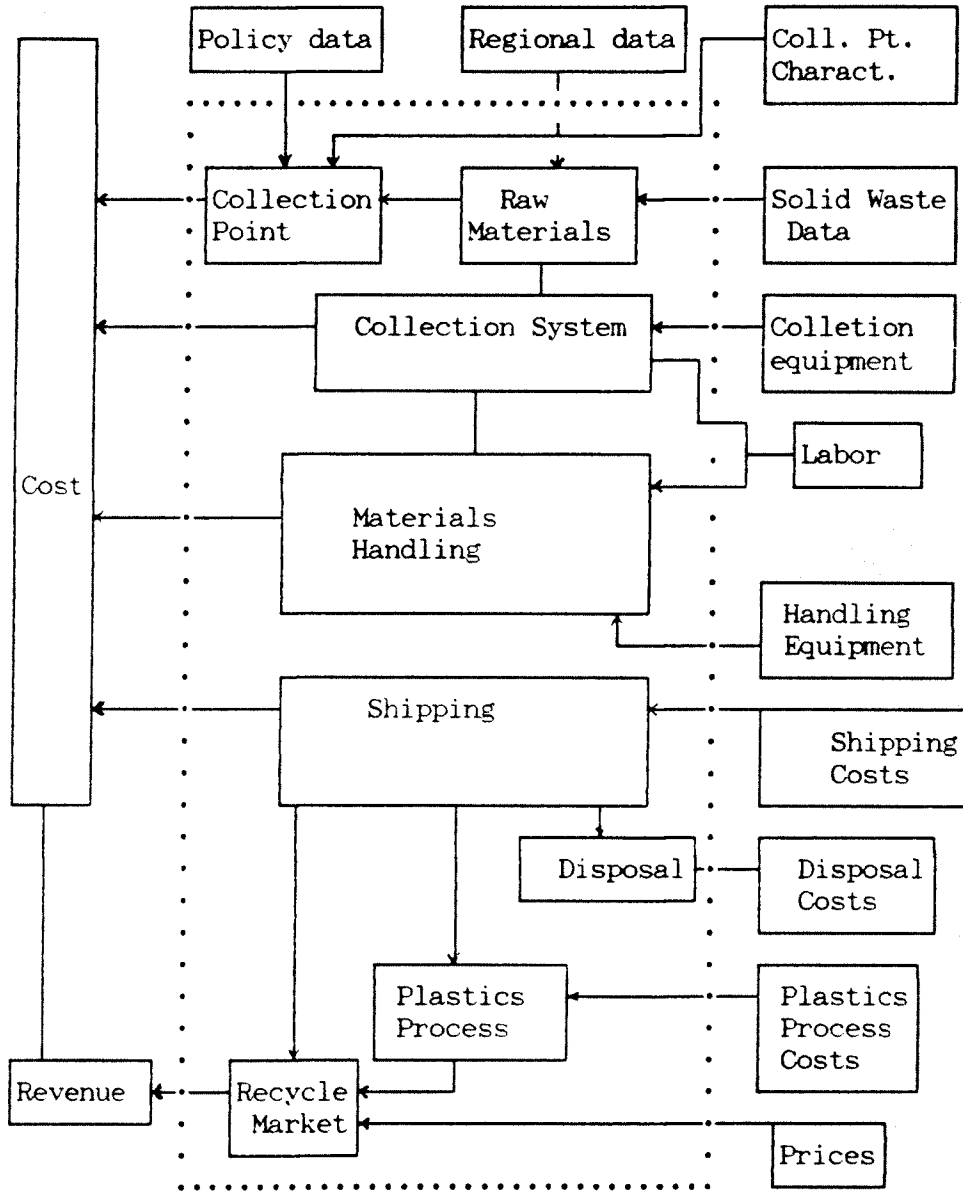 Policy data
Regional data
Coll. Pt.
Charact.
Collection
Point
Raw
Materials
Solid Waste
Data
Collection System
Colletion
equipment
Labor
Cost
Materials
Handling
Handling
Equipment
Shipping
Shipping
Costs
Disposal
Disposal
Costs
Plastics
Process
Plastics
Process
Costs
Revenue
Recycle
Market
Prices